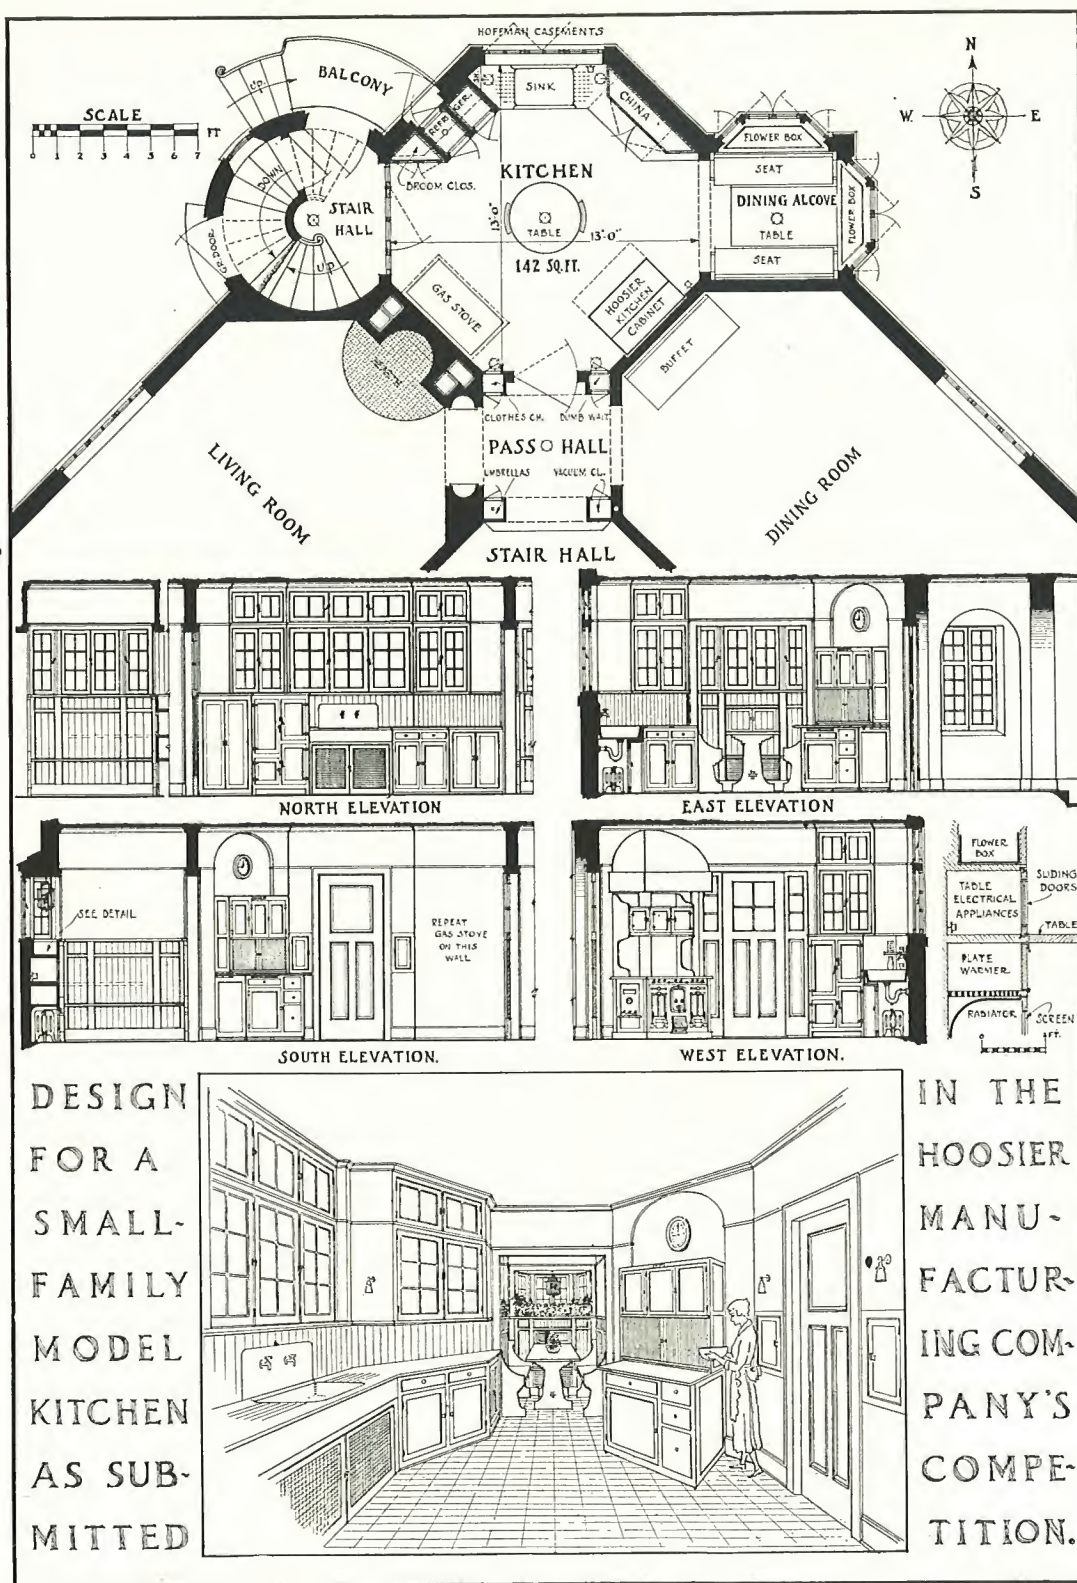 HOFFMAN CASEMENTS
SCALE
FT
0 1 2 3 4 5 6 7
BALCONY
UP
DOWN
STAIR
HALL
UP
GR. DOOR
BROOM CLOS.
REFRI-
GER.
SINK
CHINA
N
W. E
S
FLOWER BOX
SEAT
DINING ALCOVE
TABLE
SEAT
FLOWER BOX
KITCHEN
13'-0"
TABLE
13'-0"
142 SQ.FT.
GAS STOVE
HOOSIER
KITCHEN
CABINET
BUFFET
CLOTHES CH. DUMB WAIT.
PASS HALL
UMBRELLAS VACUUM CL.
STAIR HALL
LIVING ROOM
DINING ROOM
NORTH ELEVATION
EAST ELEVATION
SEE DETAIL
REPEAT
GAS STOVE
ON THIS
WALL
SOUTH ELEVATION.
WEST ELEVATION.
FLOWER
BOX
SLIDING
DOORS
TABLE
ELECTRICAL
APPLIANCES
TABLE
PLATE
WARMER
RADIATOR
SCREEN
0 1 FT.
DESIGN
FOR A
SMALL-
FAMILY
MODEL
KITCHEN
AS SUB-
MITTED
IN THE
HOOSIER
MANU-
FACTUR-
ING COM-
PANY'S
COMPE-
TITION.